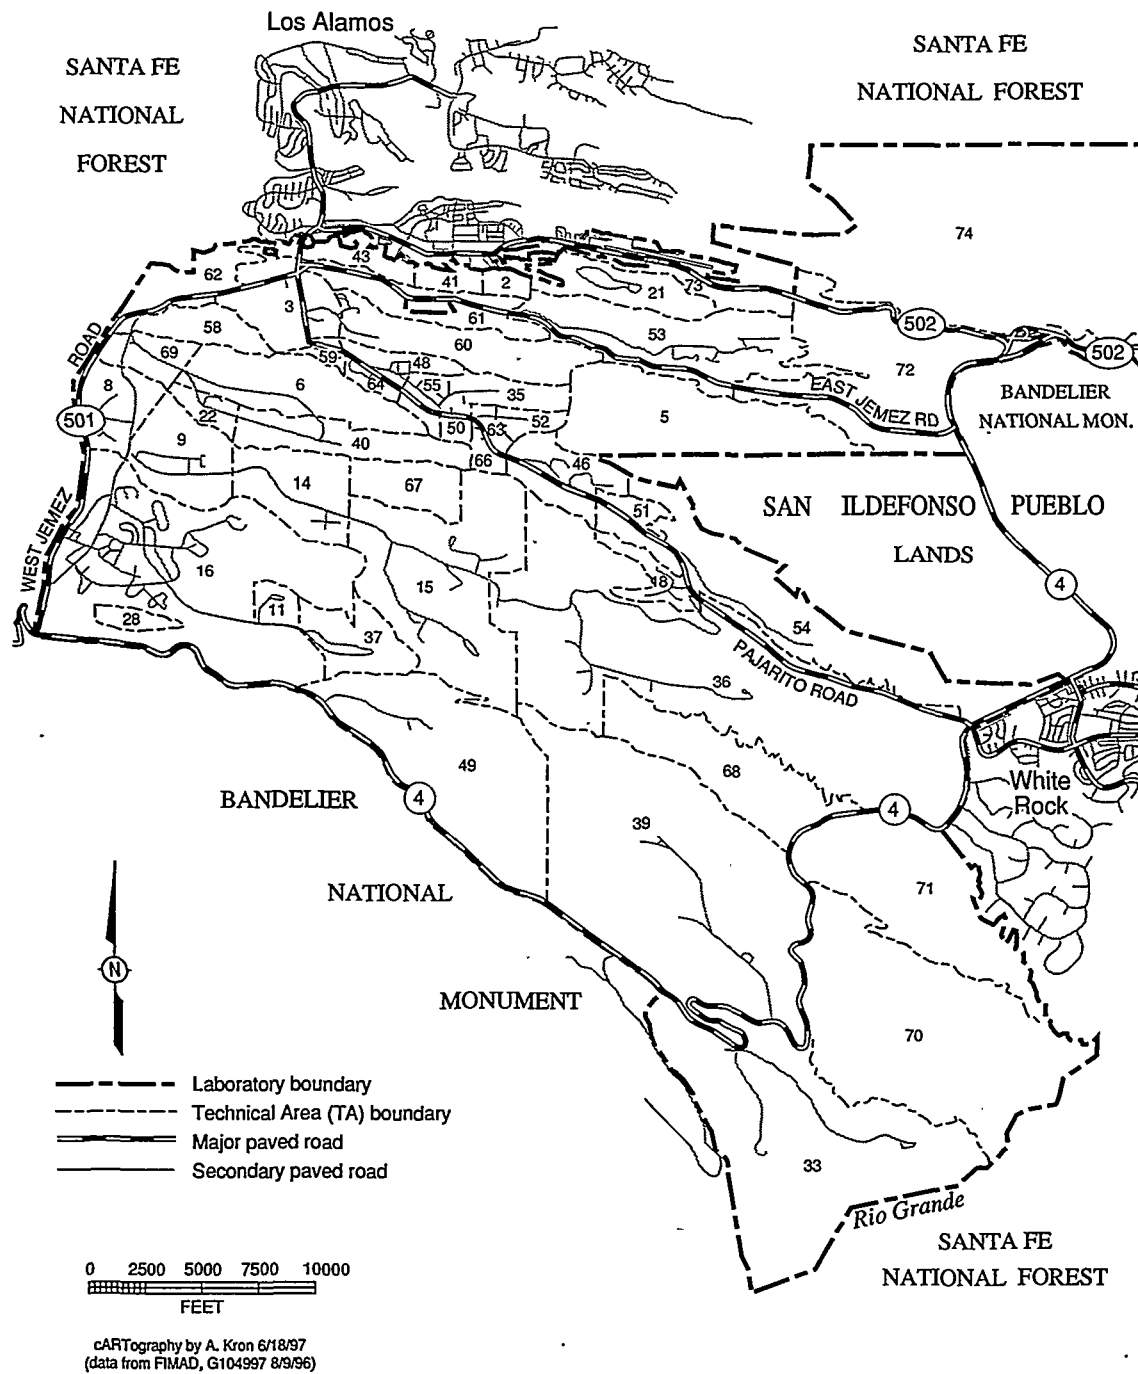 Los Alamos
SANTA FE
NATIONAL
FOREST
SANTA FE
NATIONAL FOREST
74
62
43
41
2
21
73
3
61
53
502
502
58
60
72
69
59
48
64
55
35
EAST JEMEZ RD
BANDELIER
NATIONAL MON.
ROAD
8
6
501
22
50
63
52
5
9
40
66
46
14
67
51
SAN ILDEFONSO PUEBLO
LANDS
WEST JEMEZ
16
15
18
4
11
28
37
54
PAJARITO ROAD
36
49
68
White
Rock
BANDELIER
4
4
39
71
NATIONAL
N
MONUMENT
70
33
Rio Grande
SANTA FE
NATIONAL FOREST
Laboratory boundary
Technical Area (TA) boundary
Major paved road
Secondary paved road
0 2500 5000 7500 10000
FEET
cARTography by A. Kron 6/18/97
(data from FIMAD, G104997 8/9/96)